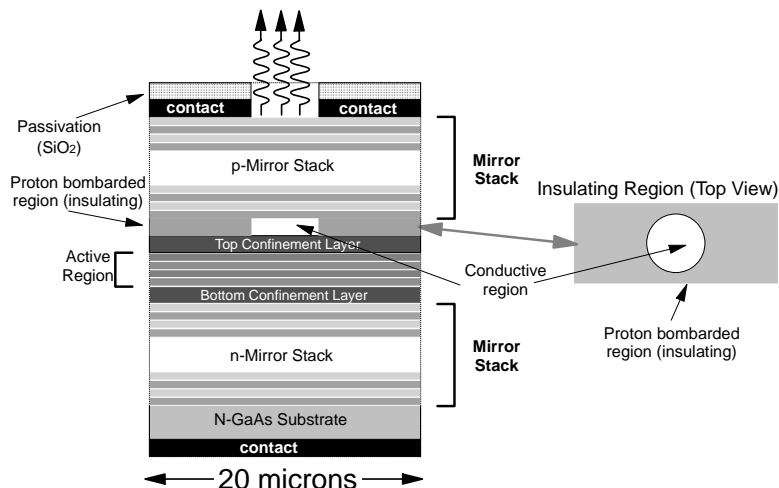 contact
contact
Passivation
(SiO2)
p-Mirror Stack
Mirror
Stack
Proton bombarded
region (insulating)
Insulating Region (Top View)
Top Confinement Layer
Active
Region
Conductive
region
Bottom Confinement Layer
Proton bombarded
region (insulating)
n-Mirror Stack
Mirror
Stack
N-GaAs Substrate
contact
20 microns